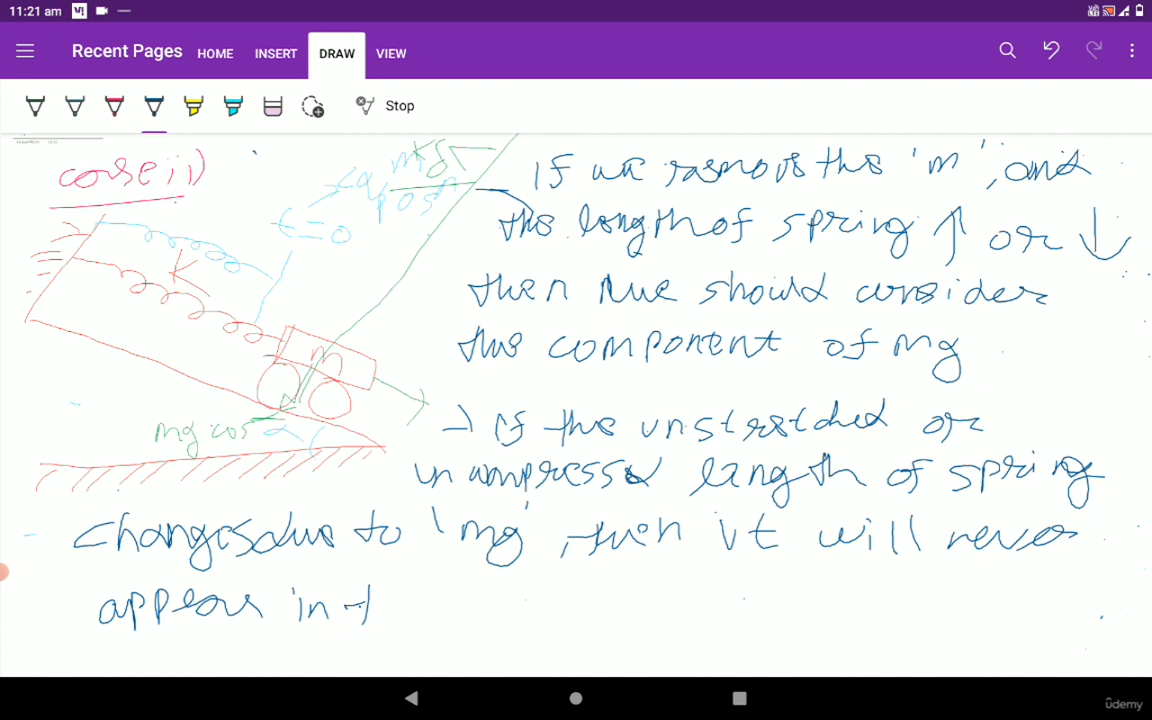 11:21 am
Recent Pages HOME INSERT DRAW VIEW
Stop
case ii)
t=0
K
m
mg cos α
If we remove the 'm', and
the length of spring ↑ or ↓
then we should consider
the component of mg
→ If the unstretched or
uncompressed length of spring
changes due to 'mg', then it will never
appear in
ûdemy